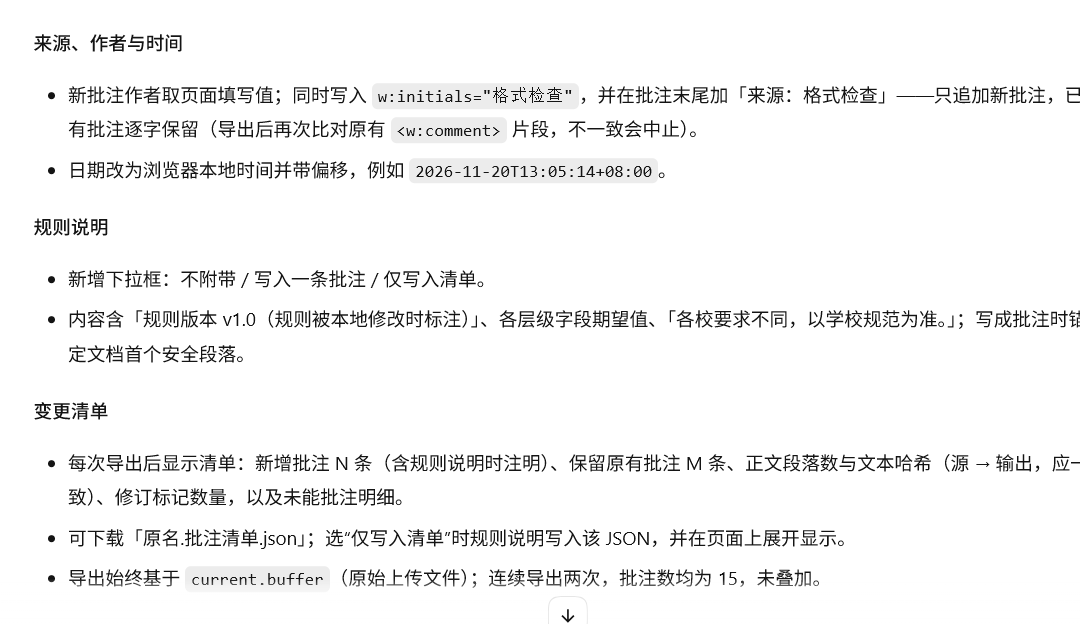 来源、作者与时间
新批注作者取页面填写值；同时写入 w:initials="格式检查"，并在批注末尾加「来源：格式检查」——只追加新批注，已
有批注逐字保留（导出后再次比对原有 <w:comment> 片段，不一致会中止）。
日期改为浏览器本地时间并带偏移，例如 2026-11-20T13:05:14+08:00。
规则说明
新增下拉框：不附带 / 写入一条批注 / 仅写入清单。
内容含「规则版本 v1.0（规则被本地修改时标注）」、各层级字段期望值、「各校要求不同，以学校规范为准。」；写成批注时锚
定文档首个安全段落。
变更清单
每次导出后显示清单：新增批注 N 条（含规则说明时注明）、保留原有批注 M 条、正文段落数与文本哈希（源 → 输出，应一
致）、修订标记数量，以及未能批注明细。
可下载「原名.批注清单.json」；选“仅写入清单”时规则说明写入该 JSON，并在页面上展开显示。
导出始终基于 current.buffer（原始上传文件）；连续导出两次，批注数均为 15，未叠加。